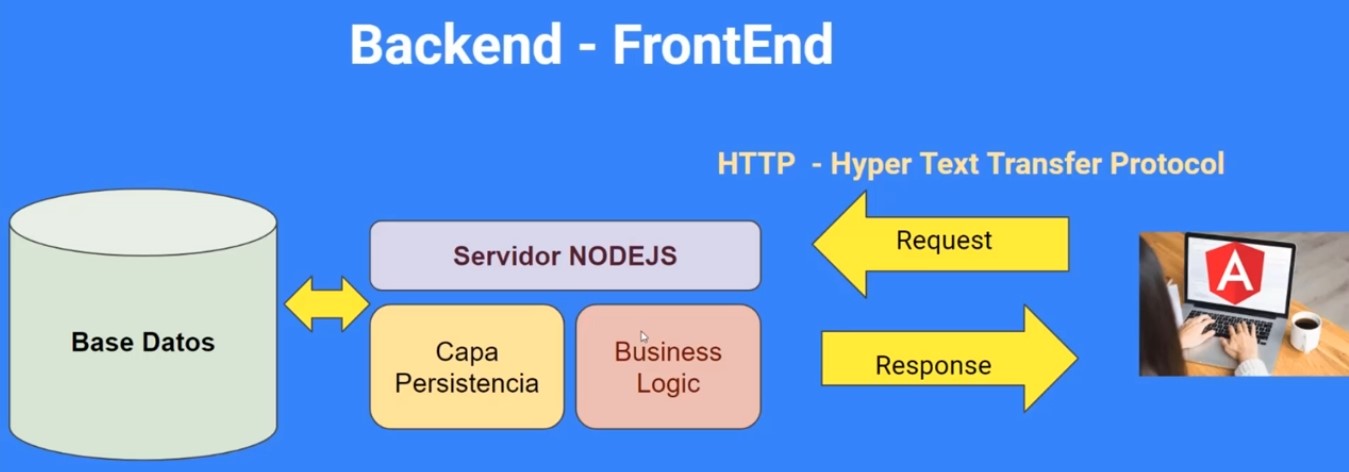 Backend - FrontEnd
HTTP - Hyper Text Transfer Protocol
Servidor NODEJS
Request
Base Datos
Capa
Persistencia
Business
Logic
Response
A